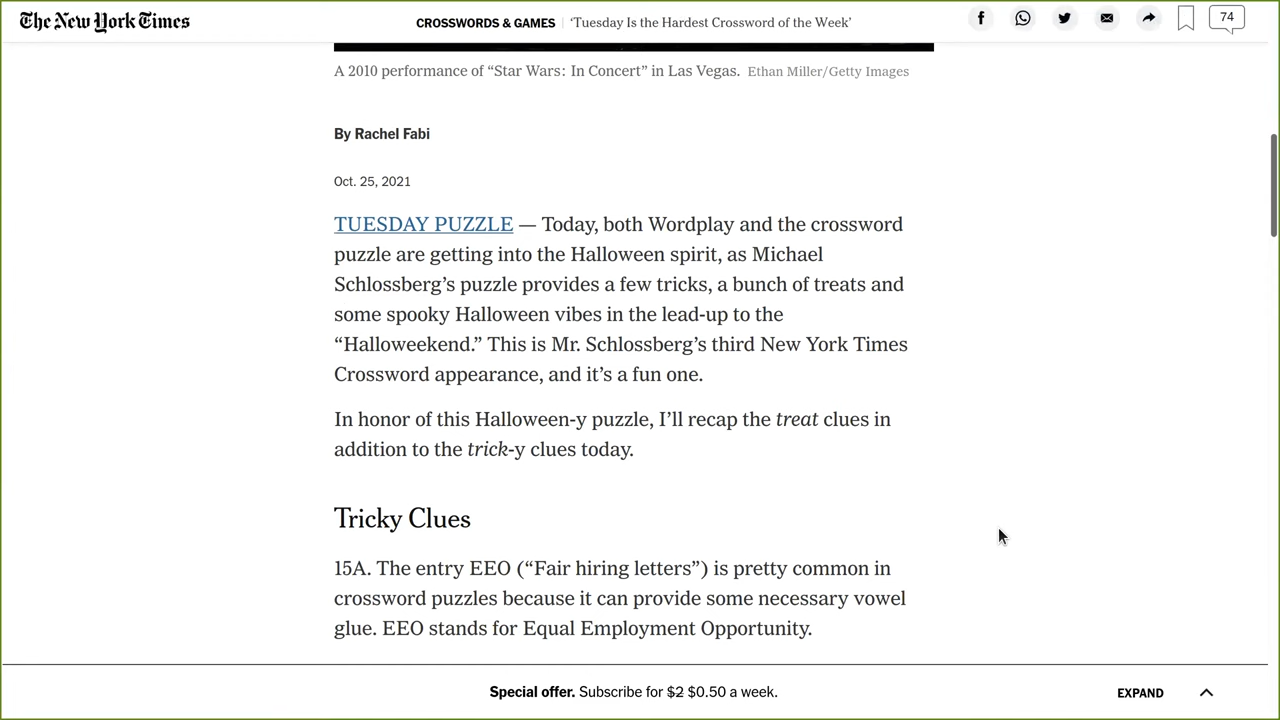 The New York Times
CROSSWORDS & GAMES | ‘Tuesday Is the Hardest Crossword of the Week’
74
A 2010 performance of “Star Wars: In Concert” in Las Vegas. Ethan Miller/Getty Images
By Rachel Fabi
Oct. 25, 2021
TUESDAY PUZZLE — Today, both Wordplay and the crossword
puzzle are getting into the Halloween spirit, as Michael
Schlossberg’s puzzle provides a few tricks, a bunch of treats and
some spooky Halloween vibes in the lead-up to the
“Halloweekend.” This is Mr. Schlossberg’s third New York Times
Crossword appearance, and it’s a fun one.
In honor of this Halloween-y puzzle, I’ll recap the treat clues in
addition to the trick-y clues today.
Tricky Clues
15A. The entry EEO (“Fair hiring letters”) is pretty common in
crossword puzzles because it can provide some necessary vowel
glue. EEO stands for Equal Employment Opportunity.
Special offer. Subscribe for $2 $0.50 a week.
EXPAND